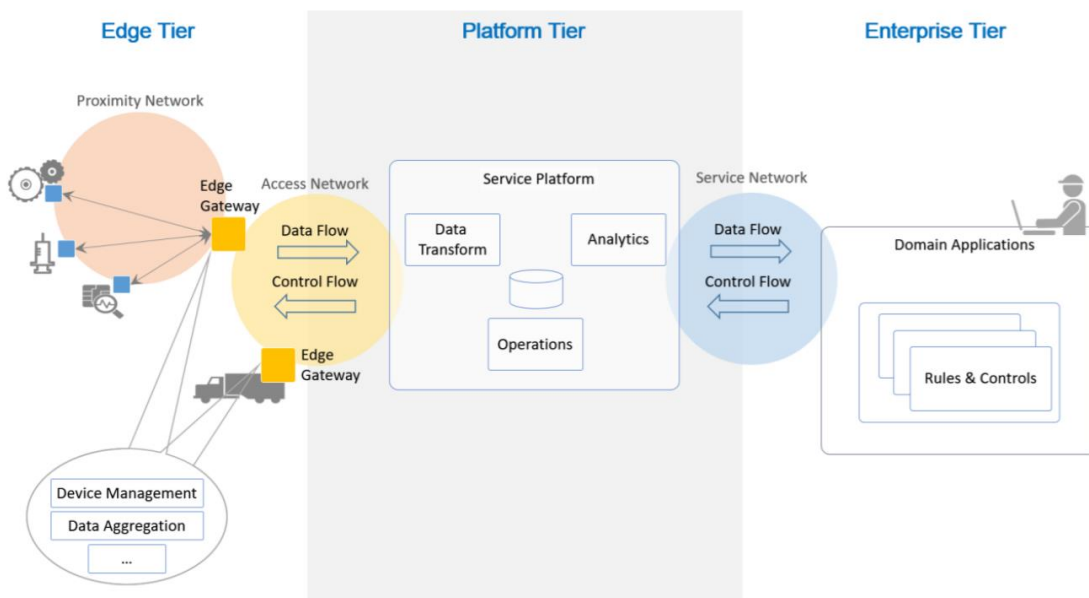 Edge Tier
Platform Tier
Enterprise Tier
Proximity Network
Edge
Gateway
Access Network
Data Flow
Control Flow
Edge
Gateway
Device Management
Data Aggregation
...
Service Platform
Data
Transform
Analytics
Operations
Service Network
Data Flow
Control Flow
Domain Applications
Rules & Controls